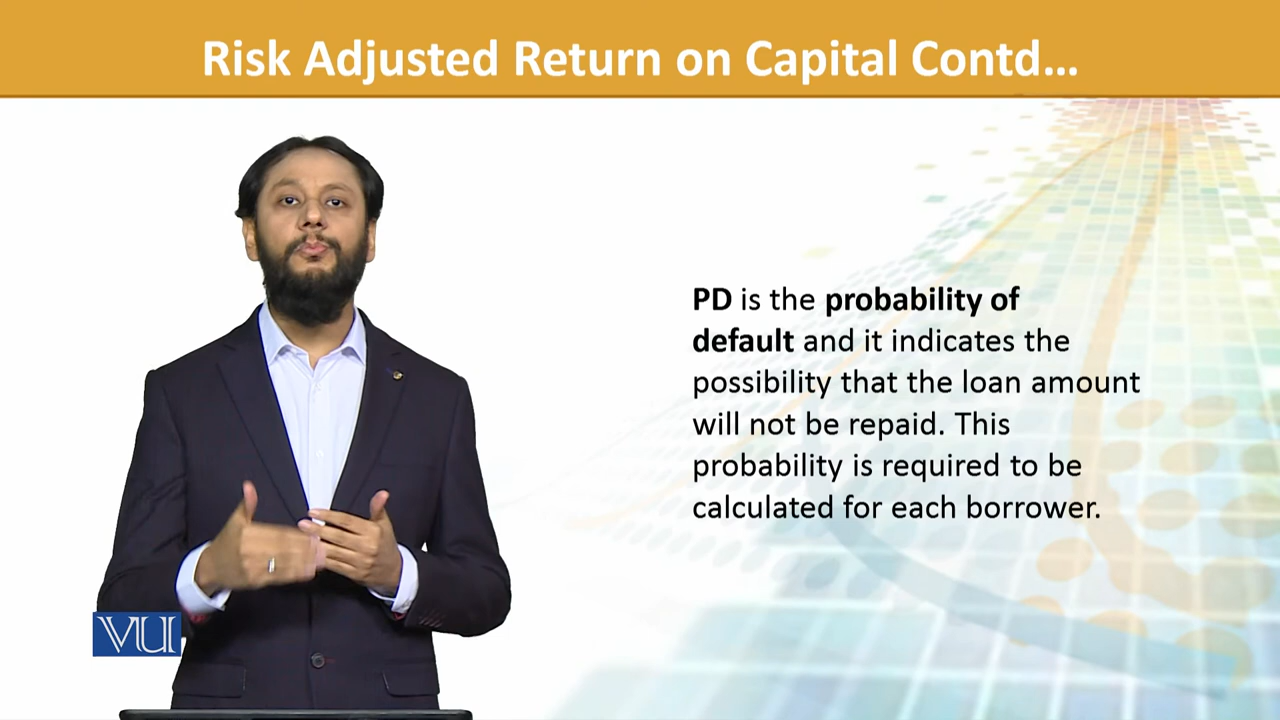 Risk Adjusted Return on Capital Contd...
PD is the probability of
default and it indicates the
possibility that the loan amount
will not be repaid. This
probability is required to be
calculated for each borrower.
VU